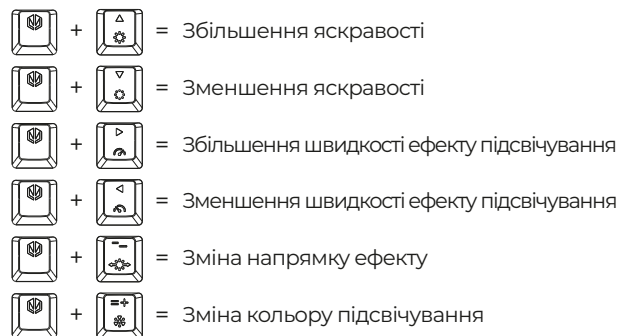 + = Збільшення яскравості
+ = Зменшення яскравості
+ = Збільшення швидкості ефекту підсвічування
+ = Зменшення швидкості ефекту підсвічування
+ -_ = Зміна напрямку ефекту
+ =+ = Зміна кольору підсвічування